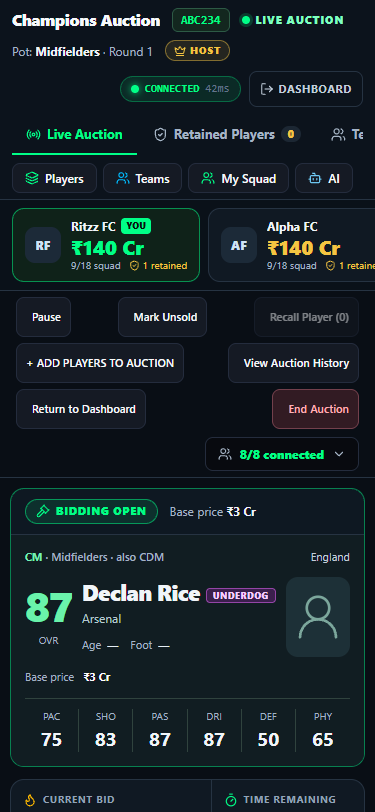 Champions Auction ABC234 LIVE AUCTION
Pot: Midfielders · Round 1 HOST
CONNECTED 42ms DASHBOARD
Live Auction Retained Players 0 Te
Players Teams My Squad AI
RF Ritzz FC YOU ₹140 Cr 9/18 squad 1 retained
AF Alpha FC ₹140 Cr 9/18 squad 1 retaine
Pause Mark Unsold Recall Player (0)
+ ADD PLAYERS TO AUCTION View Auction History
Return to Dashboard End Auction
8/8 connected
BIDDING OPEN Base price ₹3 Cr
CM · Midfielders · also CDM England
87 OVR
Declan Rice UNDERDOG
Arsenal
Age — Foot —
Base price ₹3 Cr
PAC SHO PAS DRI DEF PHY
75 83 87 87 50 65
CURRENT BID TIME REMAINING